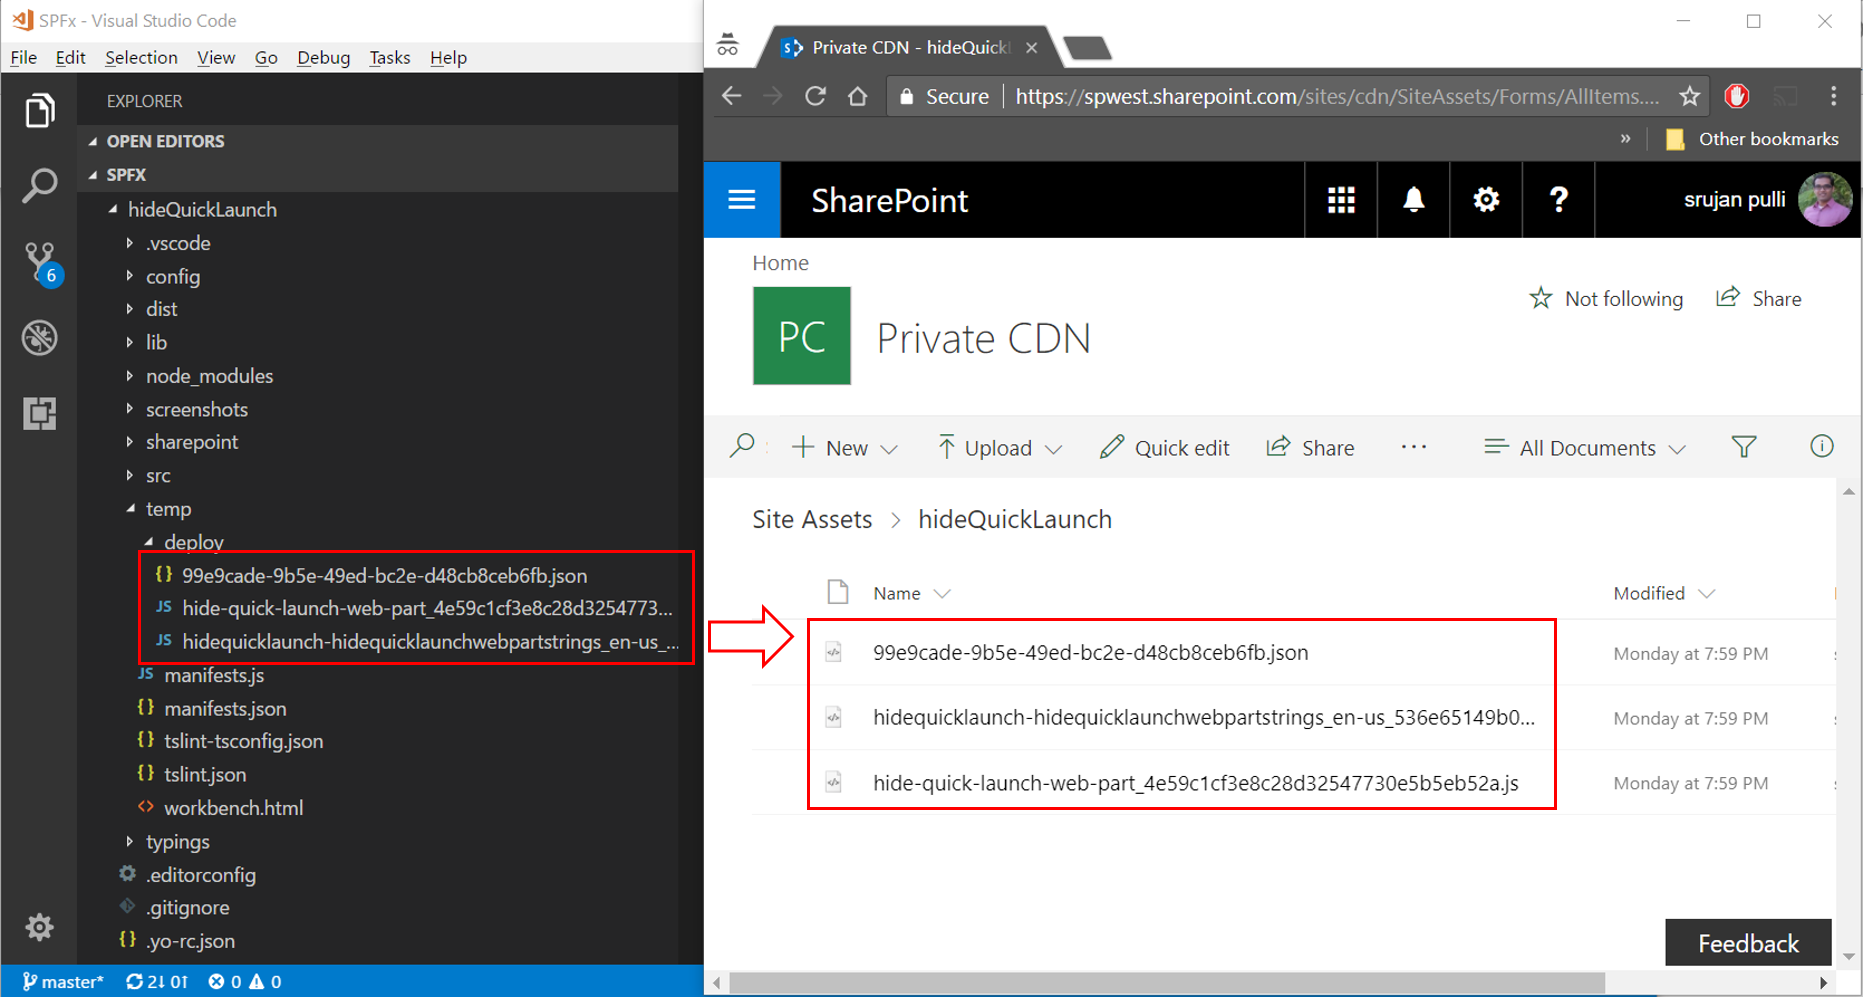 SPFx - Visual Studio Code
File Edit Selection View Go Debug Tasks Help
EXPLORER
OPEN EDITORS
SPFX
hideQuickLaunch
.vscode
config
dist
lib
node_modules
screenshots
sharepoint
src
temp
deploy
{} 99e9cade-9b5e-49ed-bc2e-d48cb8ceb6fb.json
JS hide-quick-launch-web-part_4e59c1cf3e8c28d3254773...
JS hidequicklaunch-hidequicklaunchwebpartstrings_en-us_...
JS manifests.js
{} manifests.json
{} tslint-tsconfig.json
{} tslint.json
<> workbench.html
typings
.editorconfig
.gitignore
{} .yo-rc.json
6
master* 2↓ 0↑ 0 0
Private CDN - hideQuickl
Secure https://spwest.sharepoint.com/sites/cdn/SiteAssets/Forms/AllItems....
» Other bookmarks
SharePoint ? srujan pulli
Home
Not following Share
PC Private CDN
New Upload Quick edit Share ... All Documents
Site Assets > hideQuickLaunch
Name Modified
99e9cade-9b5e-49ed-bc2e-d48cb8ceb6fb.json Monday at 7:59 PM
hidequicklaunch-hidequicklaunchwebpartstrings_en-us_536e65149b0... Monday at 7:59 PM
hide-quick-launch-web-part_4e59c1cf3e8c28d32547730e5b5eb52a.js Monday at 7:59 PM
Feedback